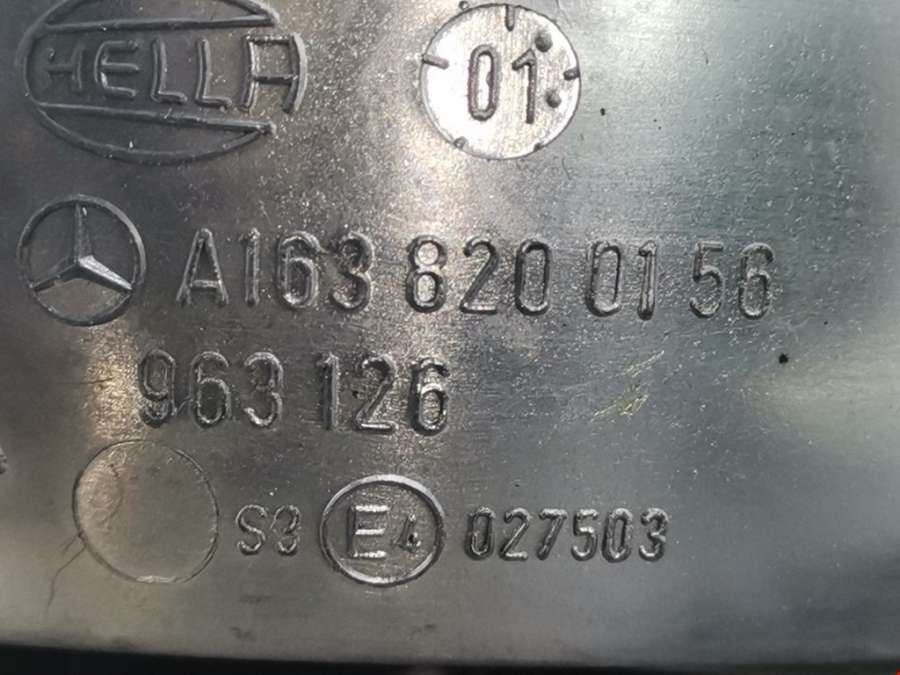 HELLA
01
A163 820 01 56
963 126
S3 E4 027503